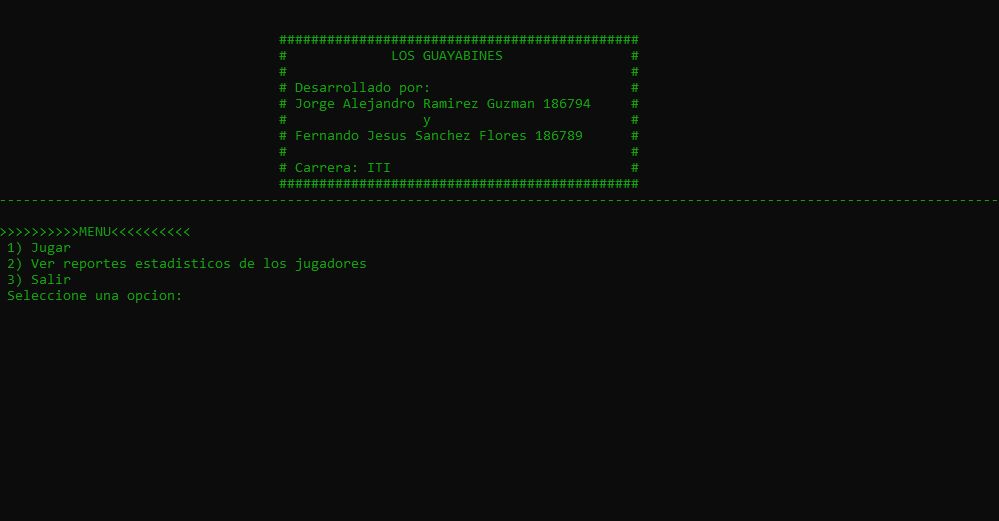 #############################################
#             LOS GUAYABINES                #
#                                           #
# Desarrollado por:                         #
# Jorge Alejandro Ramirez Guzman 186794     #
#                 y                         #
# Fernando Jesus Sanchez Flores 186789      #
#                                           #
# Carrera: ITI                              #
#############################################
-----------------------------------------------------------------------------------------------------------------------------
>>>>>>>>>>MENU<<<<<<<<<<
1) Jugar
2) Ver reportes estadisticos de los jugadores
3) Salir
Seleccione una opcion: